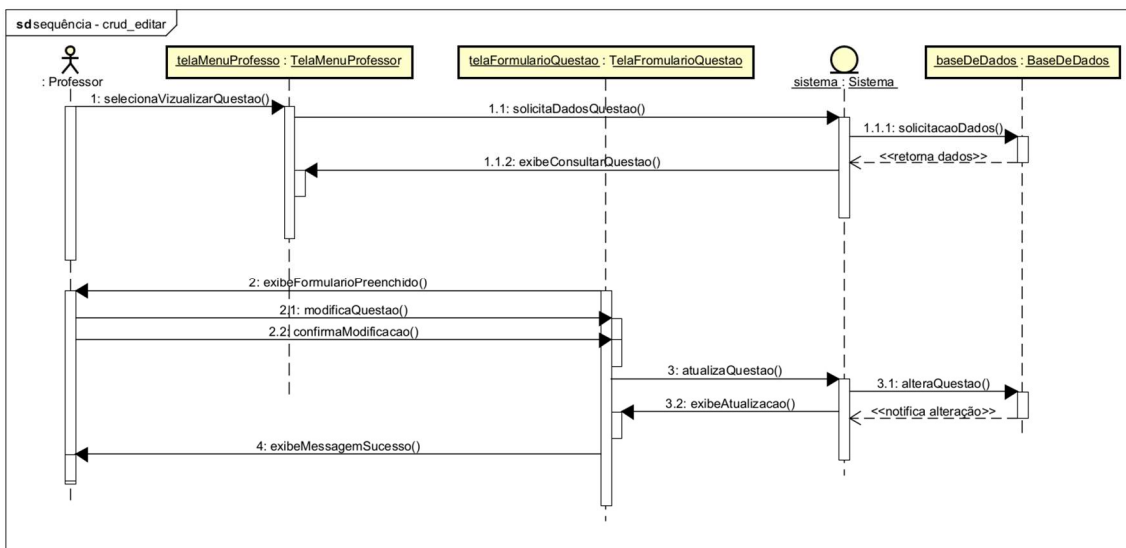 sd sequência - crud_editar
telaMenuProfesso : TelaMenuProfessor
telaFormularioQuestao : TelaFromularioQuestao
baseDeDados : BaseDeDados
: Professor
sistema : Sistema
1: selecionaVizualizarQuestao()
1.1: solicitaDadosQuestao()
1.1.1: solicitacaoDados()
<<retorna dados>>
1.1.2: exibeConsultarQuestao()
2: exibeFormularioPreenchido()
2.1: modificaQuestao()
2.2: confirmaModificacao()
3: atualizaQuestao()
3.1: alteraQuestao()
3.2: exibeAtualizacao()
<<notifica alteração>>
4: exibeMessagemSucesso()